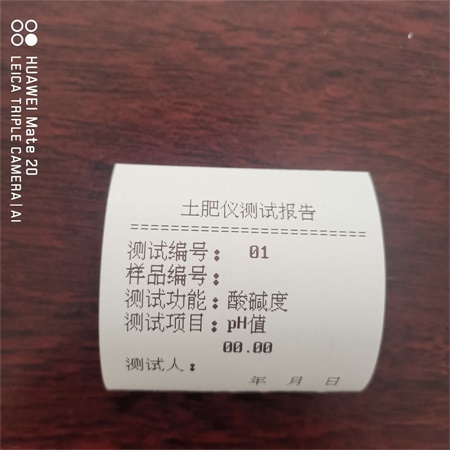 HUAWEI Mate 20
LEICA TRIPLE CAMERA | AI
土肥仪测试报告
========================
测试编号： 01
样品编号：
测试功能：酸碱度
测试项目：pH值
00.00
测试人：
年 月 日